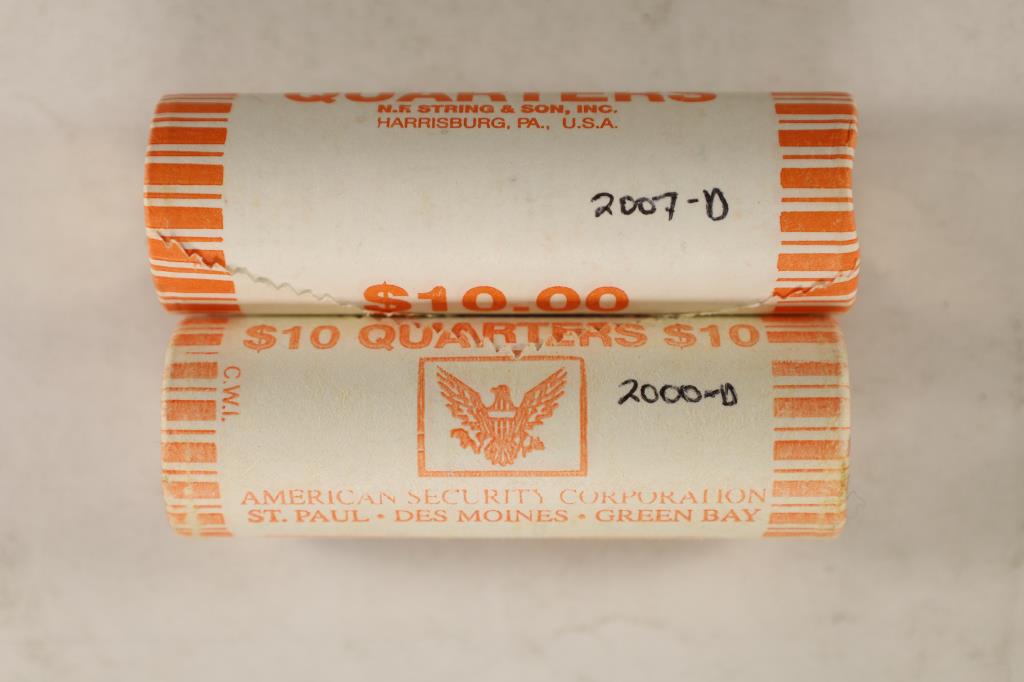 QUARTERS
N.F. STRING & SON, INC.
HARRISBURG, PA., U.S.A.
2007-D
$10.00
$10 QUARTERS $10
C.W.I.
2000-D
AMERICAN SECURITY CORPORATION
ST. PAUL • DES MOINES • GREEN BAY